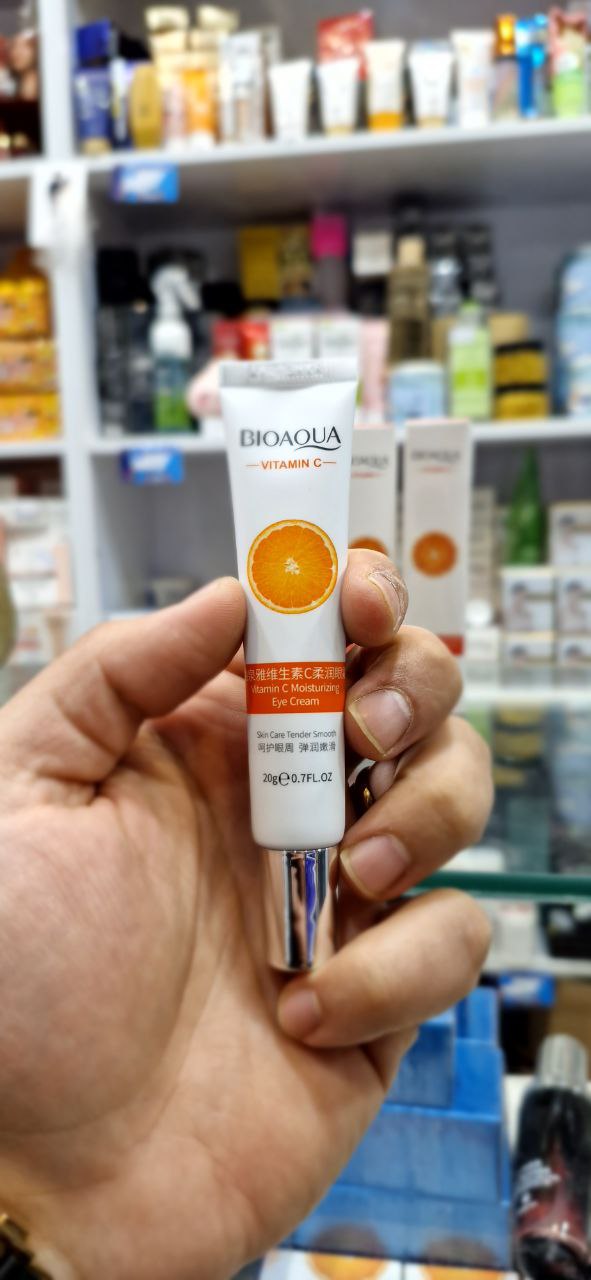 BIOAQUA
VITAMIN C
泉雅维生素C柔润眼
Vitamin C Moisturizing
Eye Cream
Skin Care Tender Smooth
呵护眼周 弹润嫩滑
20g℮0.7FL.OZ